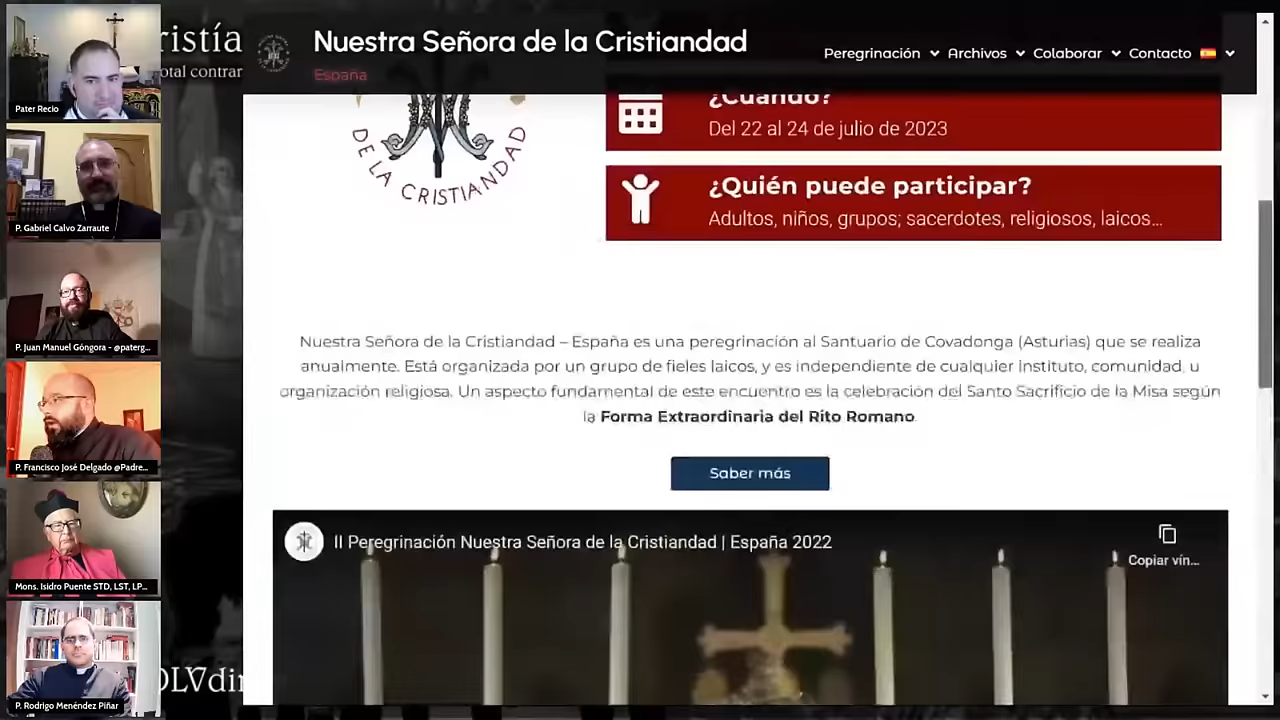 ristía
otal contrar
Pater Recio
P. Gabriel Calvo Zarraute
P. Juan Manuel Góngora - @paterg...
P. Francisco José Delgado @Padre...
Mons. Isidro Puente STD, LST, LP...
P. Rodrigo Menéndez Piñar
Nuestra Señora de la Cristiandad
España
Peregrinación
Archivos
Colaborar
Contacto
DE LA CRISTIANDAD
¿Cuándo?
Del 22 al 24 de julio de 2023
¿Quién puede participar?
Adultos, niños, grupos; sacerdotes, religiosos, laicos...
Nuestra Señora de la Cristiandad – España es una peregrinación al Santuario de Covadonga (Asturias) que se realiza
anualmente. Está organizada por un grupo de fieles laicos, y es independiente de cualquier instituto, comunidad, u
organización religiosa. Un aspecto fundamental de este encuentro es la celebración del Santo Sacrificio de la Misa según
la Forma Extraordinaria del Rito Romano.
Saber más
II Peregrinación Nuestra Señora de la Cristiandad | España 2022
Copiar vín...